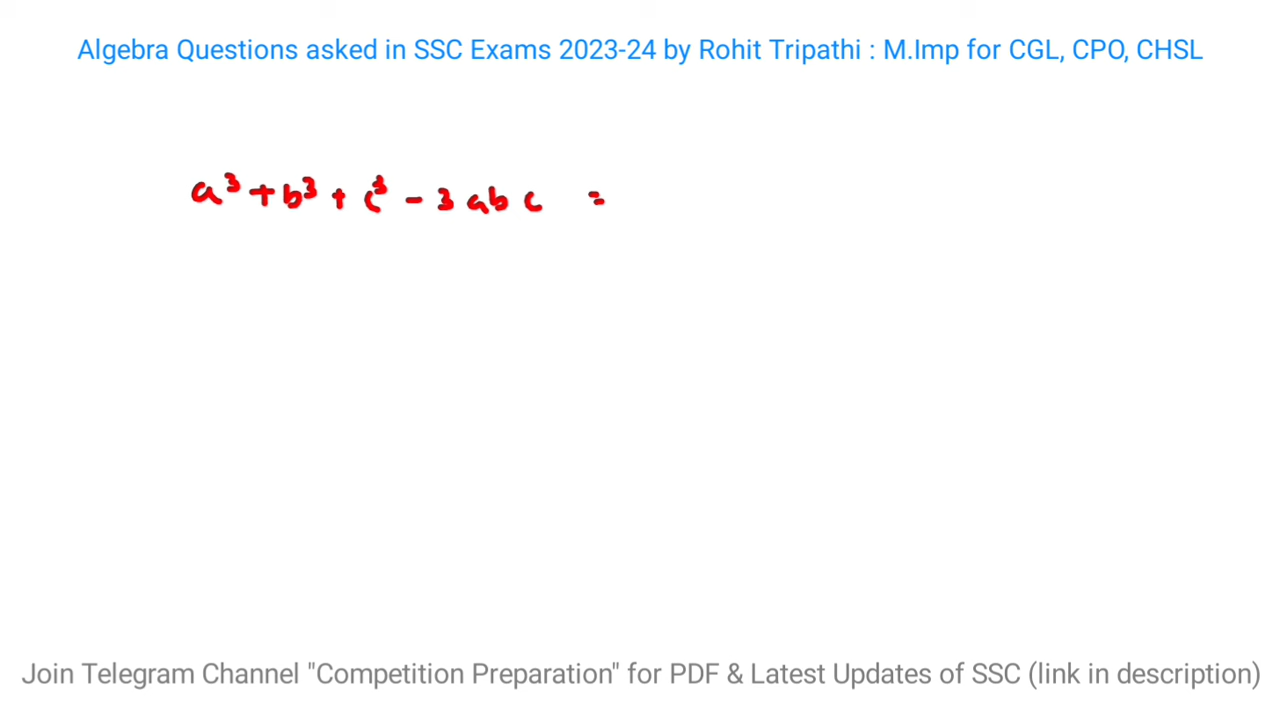 Algebra Questions asked in SSC Exams 2023-24 by Rohit Tripathi : M.Imp for CGL, CPO, CHSL
a³ + b³ + c³ - 3abc =
Join Telegram Channel "Competition Preparation" for PDF & Latest Updates of SSC (link in description)